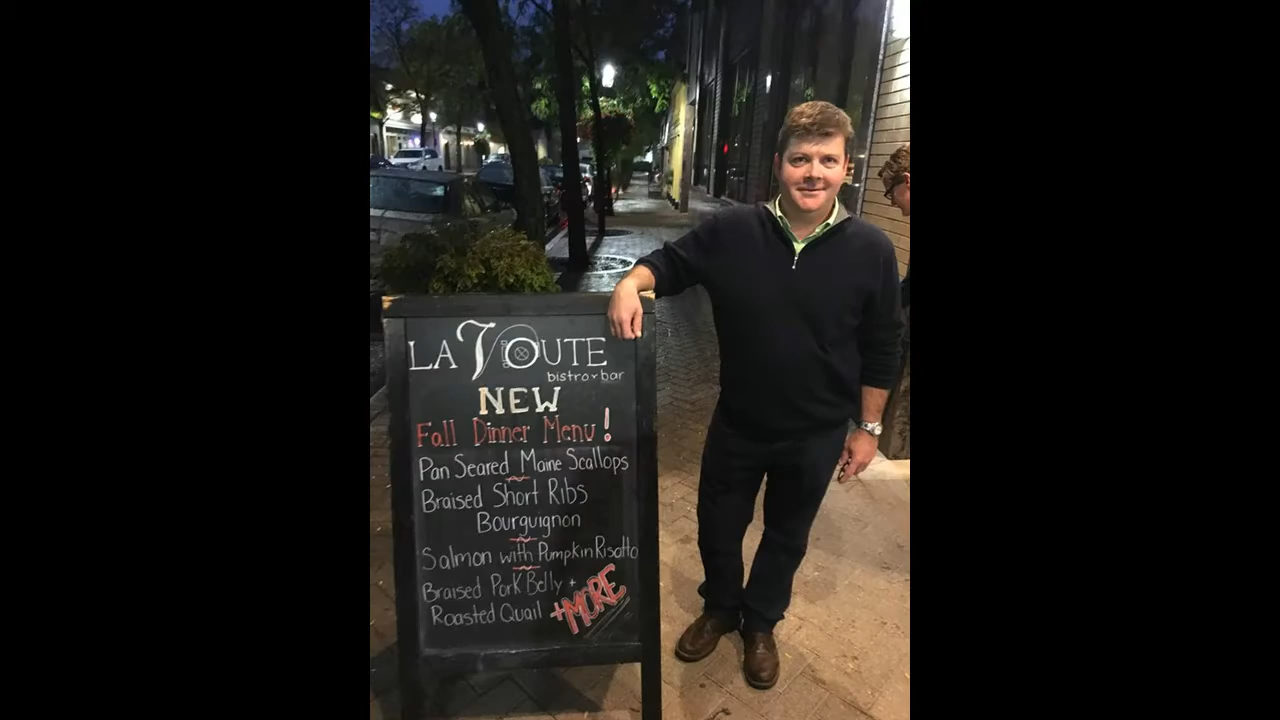 LA TOUTE
bistro+bar
NEW
Fall Dinner Menu!
Pan Seared Maine Scallops
Braised Short Ribs
Bourguignon
Salmon with Pumpkin Risotto
Braised Pork Belly +
Roasted Quail +MORE